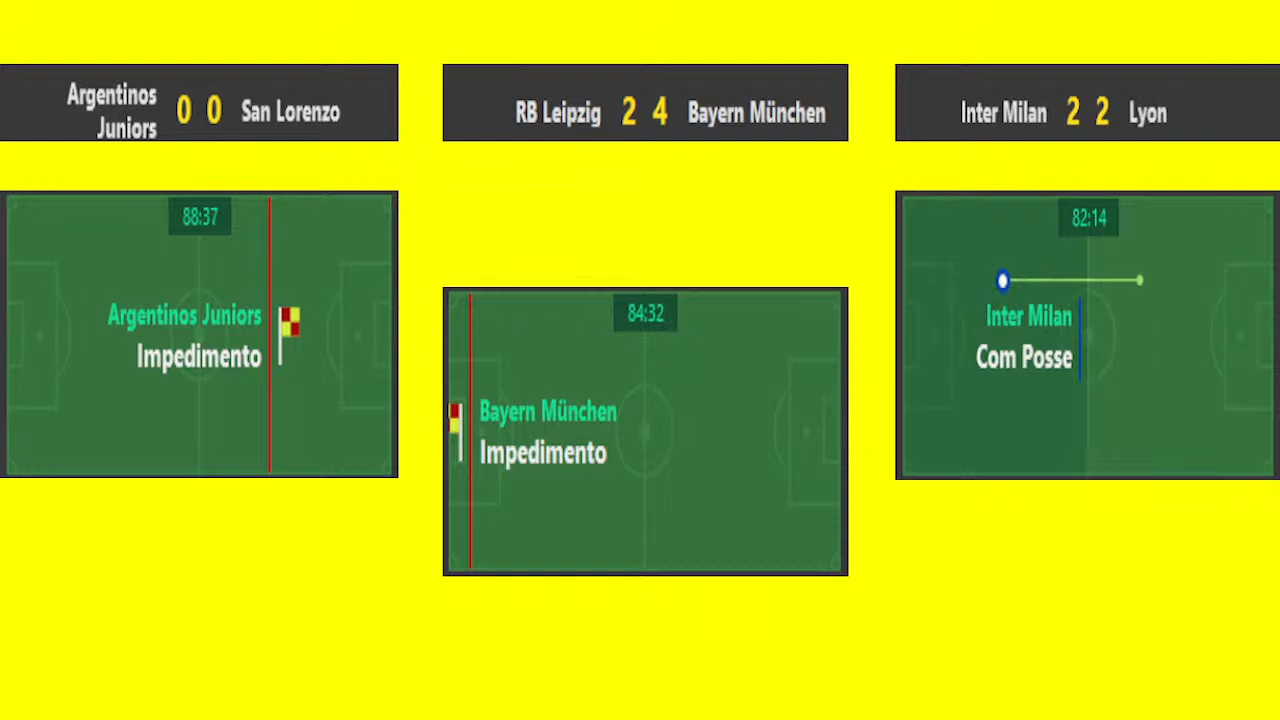 Argentinos
Juniors
0 0
San Lorenzo
RB Leipzig 2 4 Bayern München
Inter Milan 2 2 Lyon
88:37
Argentinos Juniors
Impedimento
84:32
Bayern München
Impedimento
82:14
Inter Milan
Com Posse